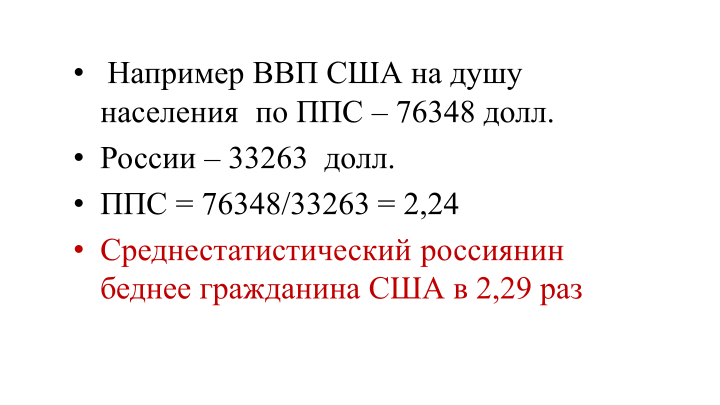 • Например ВВП США на душу
населения по ППС – 76348 долл.
• России – 33263 долл.
• ППС = 76348/33263 = 2,24
• Среднестатистический россиянин
беднее гражданина США в 2,29 раз